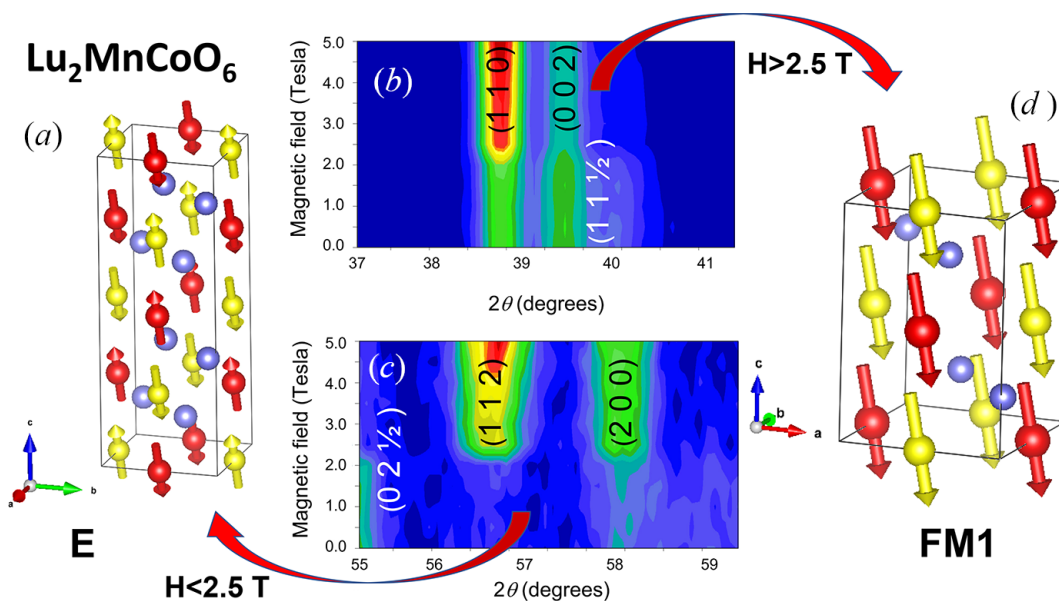 Lu₂MnCoO₆
(a)
c
b
a
E
H<2.5 T
Magnetic field (Tesla)
5.0
4.0
3.0
2.0
1.0
0.0
(b)
(1 1 0)
(0 0 2)
(1 1 ½)
37
38
39
40
41
2θ (degrees)
Magnetic field (Tesla)
5.0
4.0
3.0
2.0
1.0
0.0
(c)
(0 2 ½)
(1 1 2)
(2 0 0)
55
56
57
58
59
2θ (degrees)
H>2.5 T
(d)
c
b
a
FM1